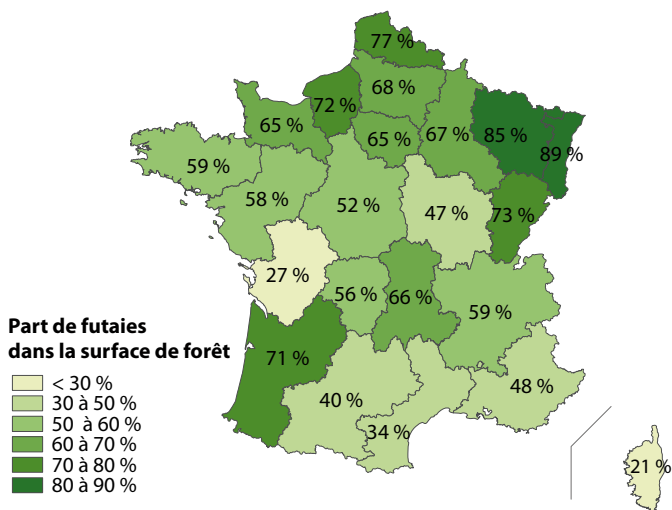 77 %
68 %
72 %
65 %
65 %
67 %
85 %
89 %
59 %
58 %
52 %
47 %
73 %
27 %
56 %
66 %
59 %
71 %
40 %
48 %
34 %
21 %
Part de futaies
dans la surface de forêt
< 30 %
30 à 50 %
50 à 60 %
60 à 70 %
70 à 80 %
80 à 90 %